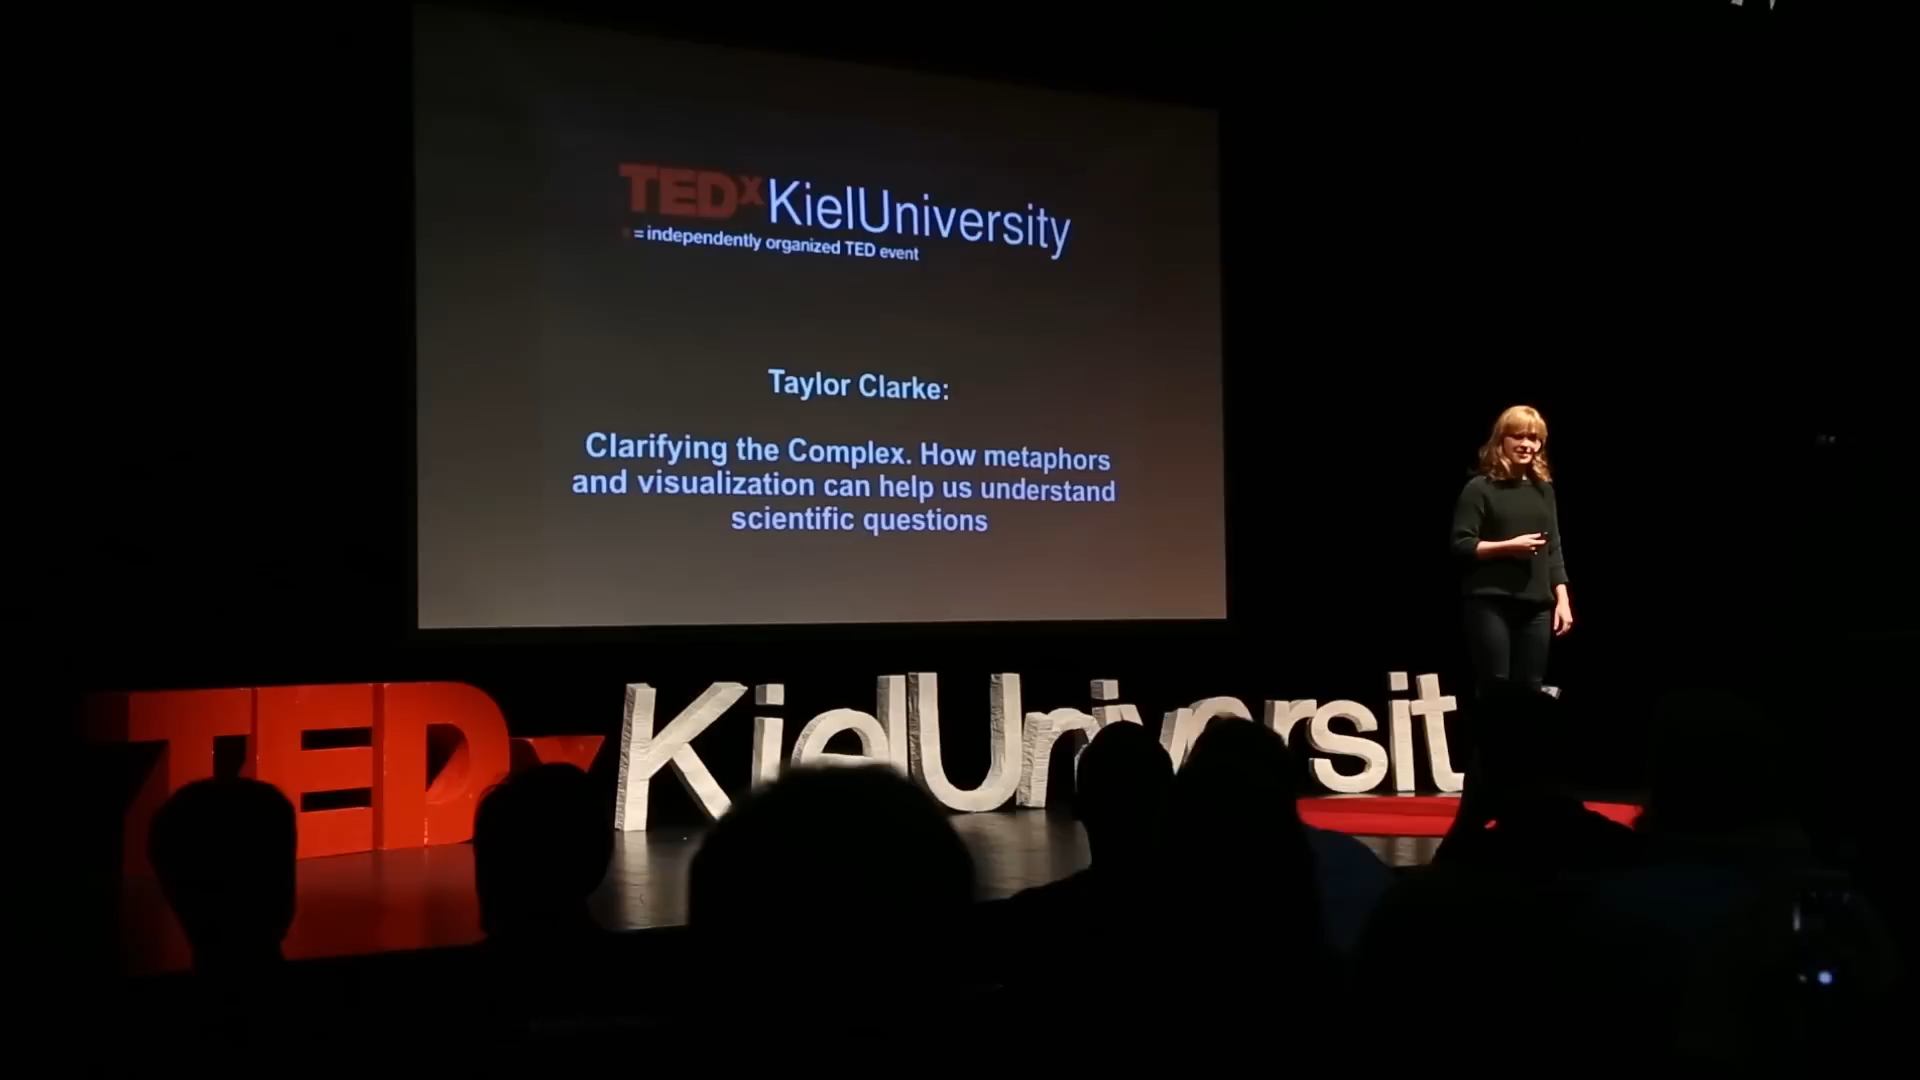 TEDxKielUniversity
= independently organized TED event
Taylor Clarke:
Clarifying the Complex. How metaphors
and visualization can help us understand
scientific questions
TEDxKielUniversit